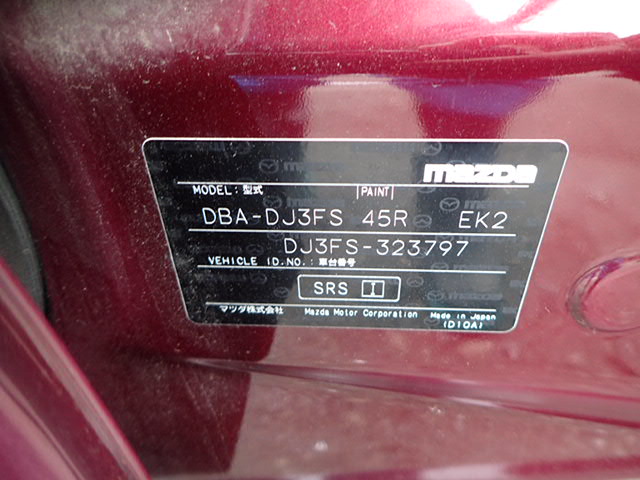 mazda
MODEL: 型式 PAINT
DBA-DJ3FS 45R EK2
DJ3FS-323797
VEHICLE ID.NO.: 車台番号
SRS I
マツダ株式会社 Mazda Motor Corporation Made in Japan
(D10A)